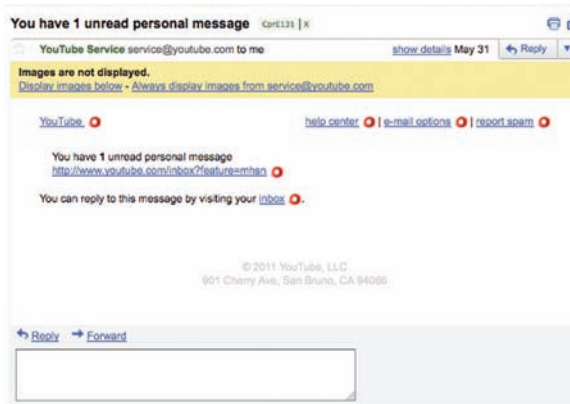 You have 1 unread personal message CprE131 | X
YouTube Service service@youtube.com to me show details May 31 Reply
Images are not displayed.
Display images below - Always display images from service@youtube.com
YouTube help center | e-mail options | report spam
You have 1 unread personal message
http://www.youtube.com/inbox?feature=mhsn
You can reply to this message by visiting your inbox .
© 2011 YouTube, LLC
901 Cherry Ave, San Bruno, CA 94066
Reply Forward